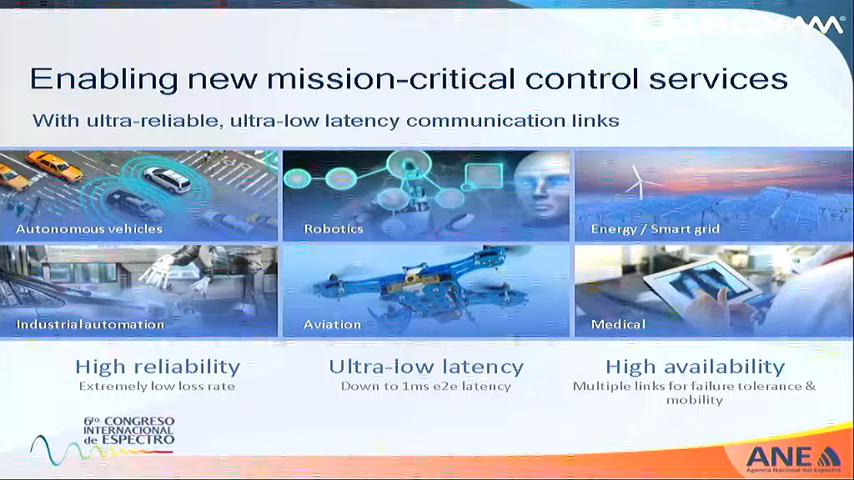 Enabling new mission-critical control services
With ultra-reliable, ultra-low latency communication links
Autonomous vehicles
Robotics
Energy / Smart grid
Industrial automation
Aviation
Medical
High reliability
Extremely low loss rate
Ultra-low latency
Down to 1ms e2e latency
High availability
Multiple links for failure tolerance &
mobility
6to CONGRESO
INTERNACIONAL
de ESPECTRO
ANE
Agencia Nacional del Espectro